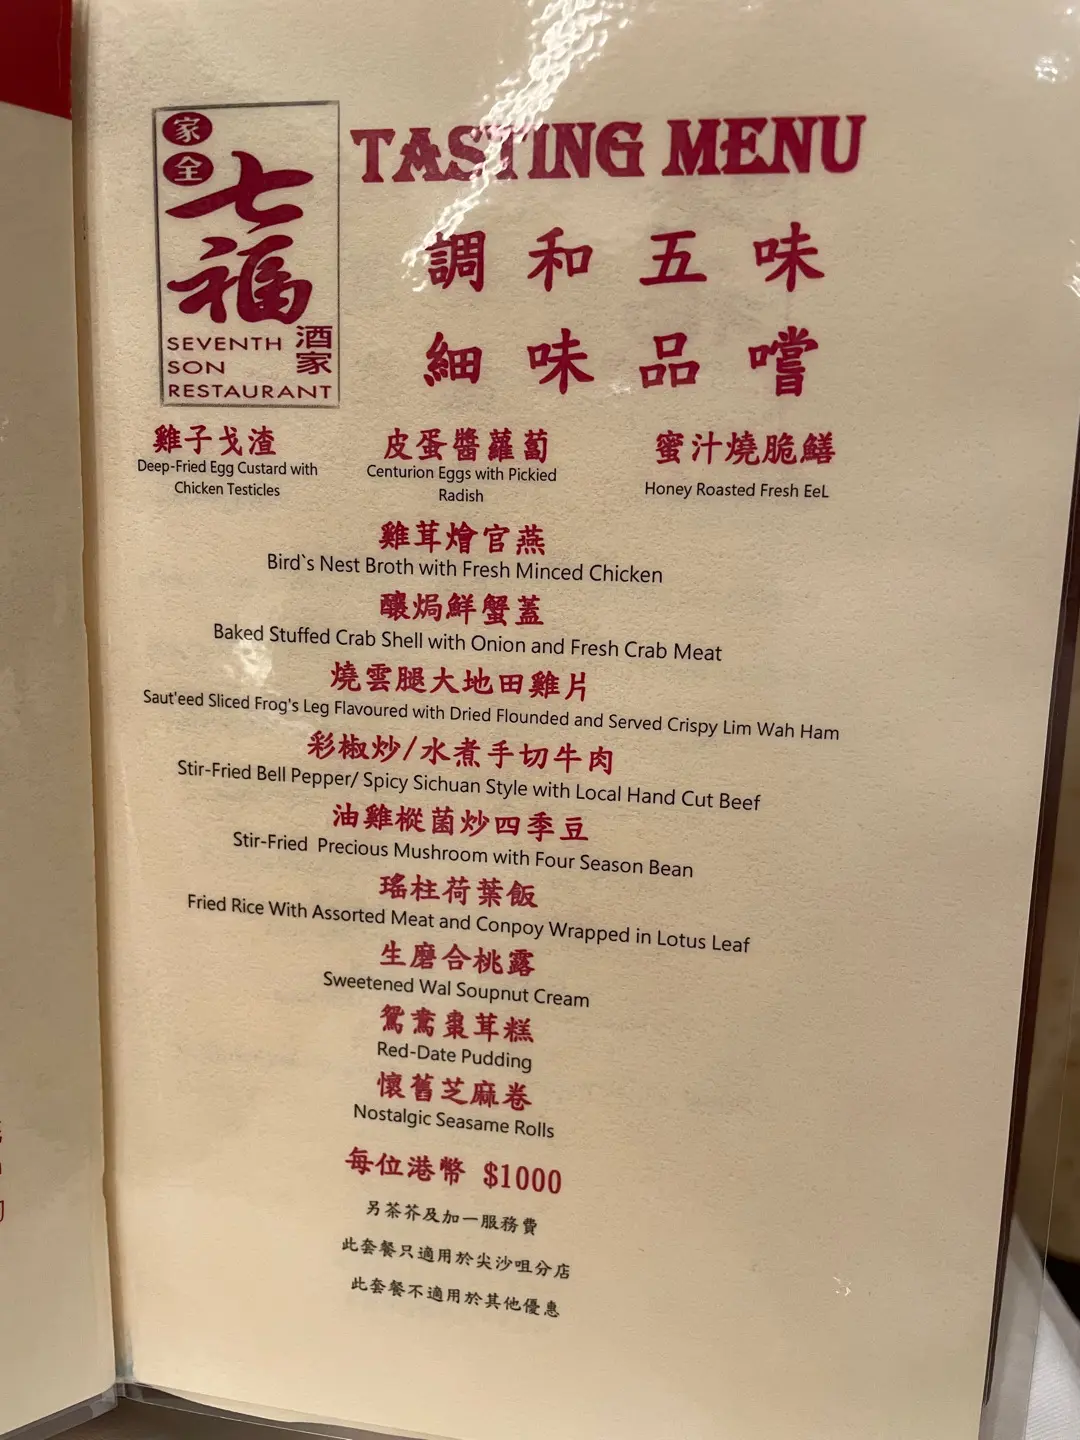 家全
七福
酒家
SEVENTH
SON
RESTAURANT
TASTING MENU
調和五味
細味品嚐
雞子戈渣
Deep-Fried Egg Custard with
Chicken Testicles
皮蛋醬蘿蔔
Centurion Eggs with Pickied
Radish
蜜汁燒脆鱔
Honey Roasted Fresh EeL
雞茸燴官燕
Bird`s Nest Broth with Fresh Minced Chicken
釀焗鮮蟹蓋
Baked Stuffed Crab Shell with Onion and Fresh Crab Meat
燒雲腿大地田雞片
Saut'eed Sliced Frog's Leg Flavoured with Dried Flounded and Served Crispy Lim Wah Ham
彩椒炒/水煮手切牛肉
Stir-Fried Bell Pepper/ Spicy Sichuan Style with Local Hand Cut Beef
油雞樅菌炒四季豆
Stir-Fried Precious Mushroom with Four Season Bean
瑤柱荷葉飯
Fried Rice With Assorted Meat and Conpoy Wrapped in Lotus Leaf
生磨合桃露
Sweetened Wal Soupnut Cream
鴛鴦棗茸糕
Red-Date Pudding
懷舊芝麻卷
Nostalgic Seasame Rolls
每位港幣 $1000
另茶芥及加一服務費
此套餐只適用於尖沙咀分店
此套餐不適用於其他優惠